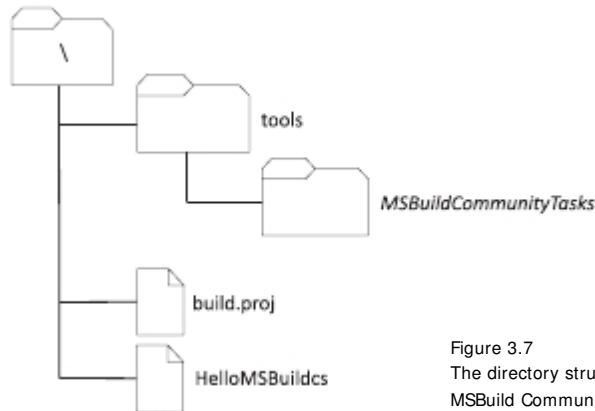 \
tools
MSBuildCommunityTasks
build.proj
HelloMSBuildcs
Figure 3.7
The directory stru
MSBuild Commun